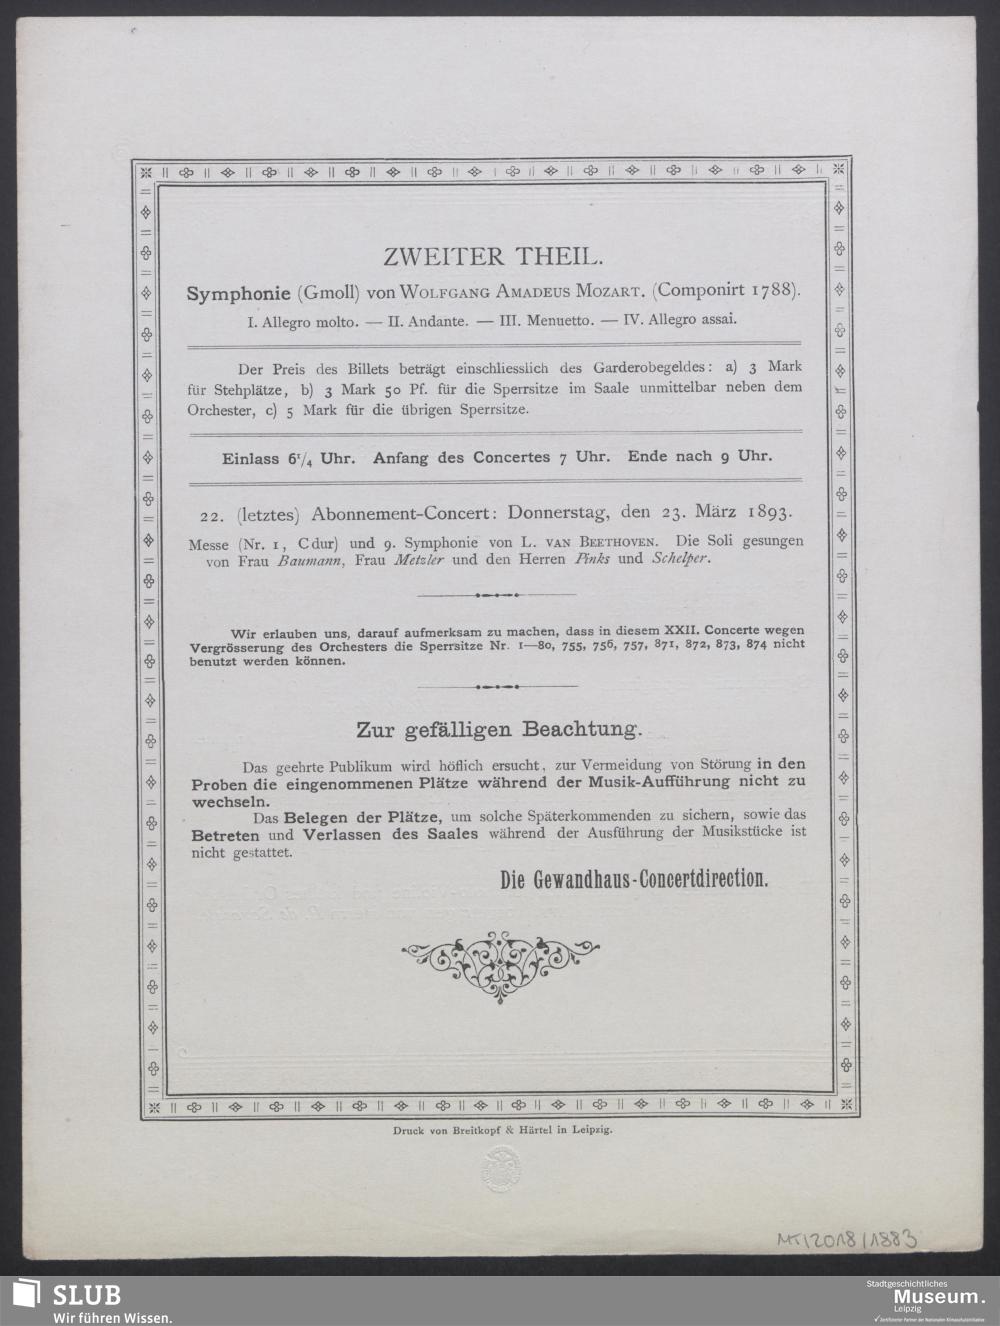 ZWEITER THEIL.
Symphonie (Gmoll) von WOLFGANG AMADEUS MOZART. (Componirt 1788).
I. Allegro molto. — II. Andante. — III. Menuetto. — IV. Allegro assai.
Der Preis des Billets beträgt einschliesslich des Garderobegeldes: a) 3 Mark
für Stehplätze, b) 3 Mark 50 Pf. für die Sperrsitze im Saale unmittelbar neben dem
Orchester, c) 5 Mark für die übrigen Sperrsitze.
Einlass 6¹/₄ Uhr. Anfang des Concertes 7 Uhr. Ende nach 9 Uhr.
22. (letztes) Abonnement-Concert: Donnerstag, den 23. März 1893.
Messe (Nr. 1, Cdur) und 9. Symphonie von L. VAN BEETHOVEN. Die Soli gesungen
von Frau Baumann, Frau Metzler und den Herren Pinks und Schelper.
Wir erlauben uns, darauf aufmerksam zu machen, dass in diesem XXII. Concerte wegen
Vergrösserung des Orchesters die Sperrsitze Nr. 1—80, 755, 756, 757, 871, 872, 873, 874 nicht
benutzt werden können.
Zur gefälligen Beachtung.
Das geehrte Publikum wird höflich ersucht, zur Vermeidung von Störung in den
Proben die eingenommenen Plätze während der Musik-Aufführung nicht zu
wechseln.
Das Belegen der Plätze, um solche Späterkommenden zu sichern, sowie das
Betreten und Verlassen des Saales während der Ausführung der Musikstücke ist
nicht gestattet.
Die Gewandhaus-Concertdirection.
Druck von Breitkopf & Härtel in Leipzig.
MT/2018/1883
SLUB
Wir führen Wissen.
Stadtgeschichtliches
Museum.
Leipzig
Zertifizierter Partner der Nationalen Klimaschutzinitiative